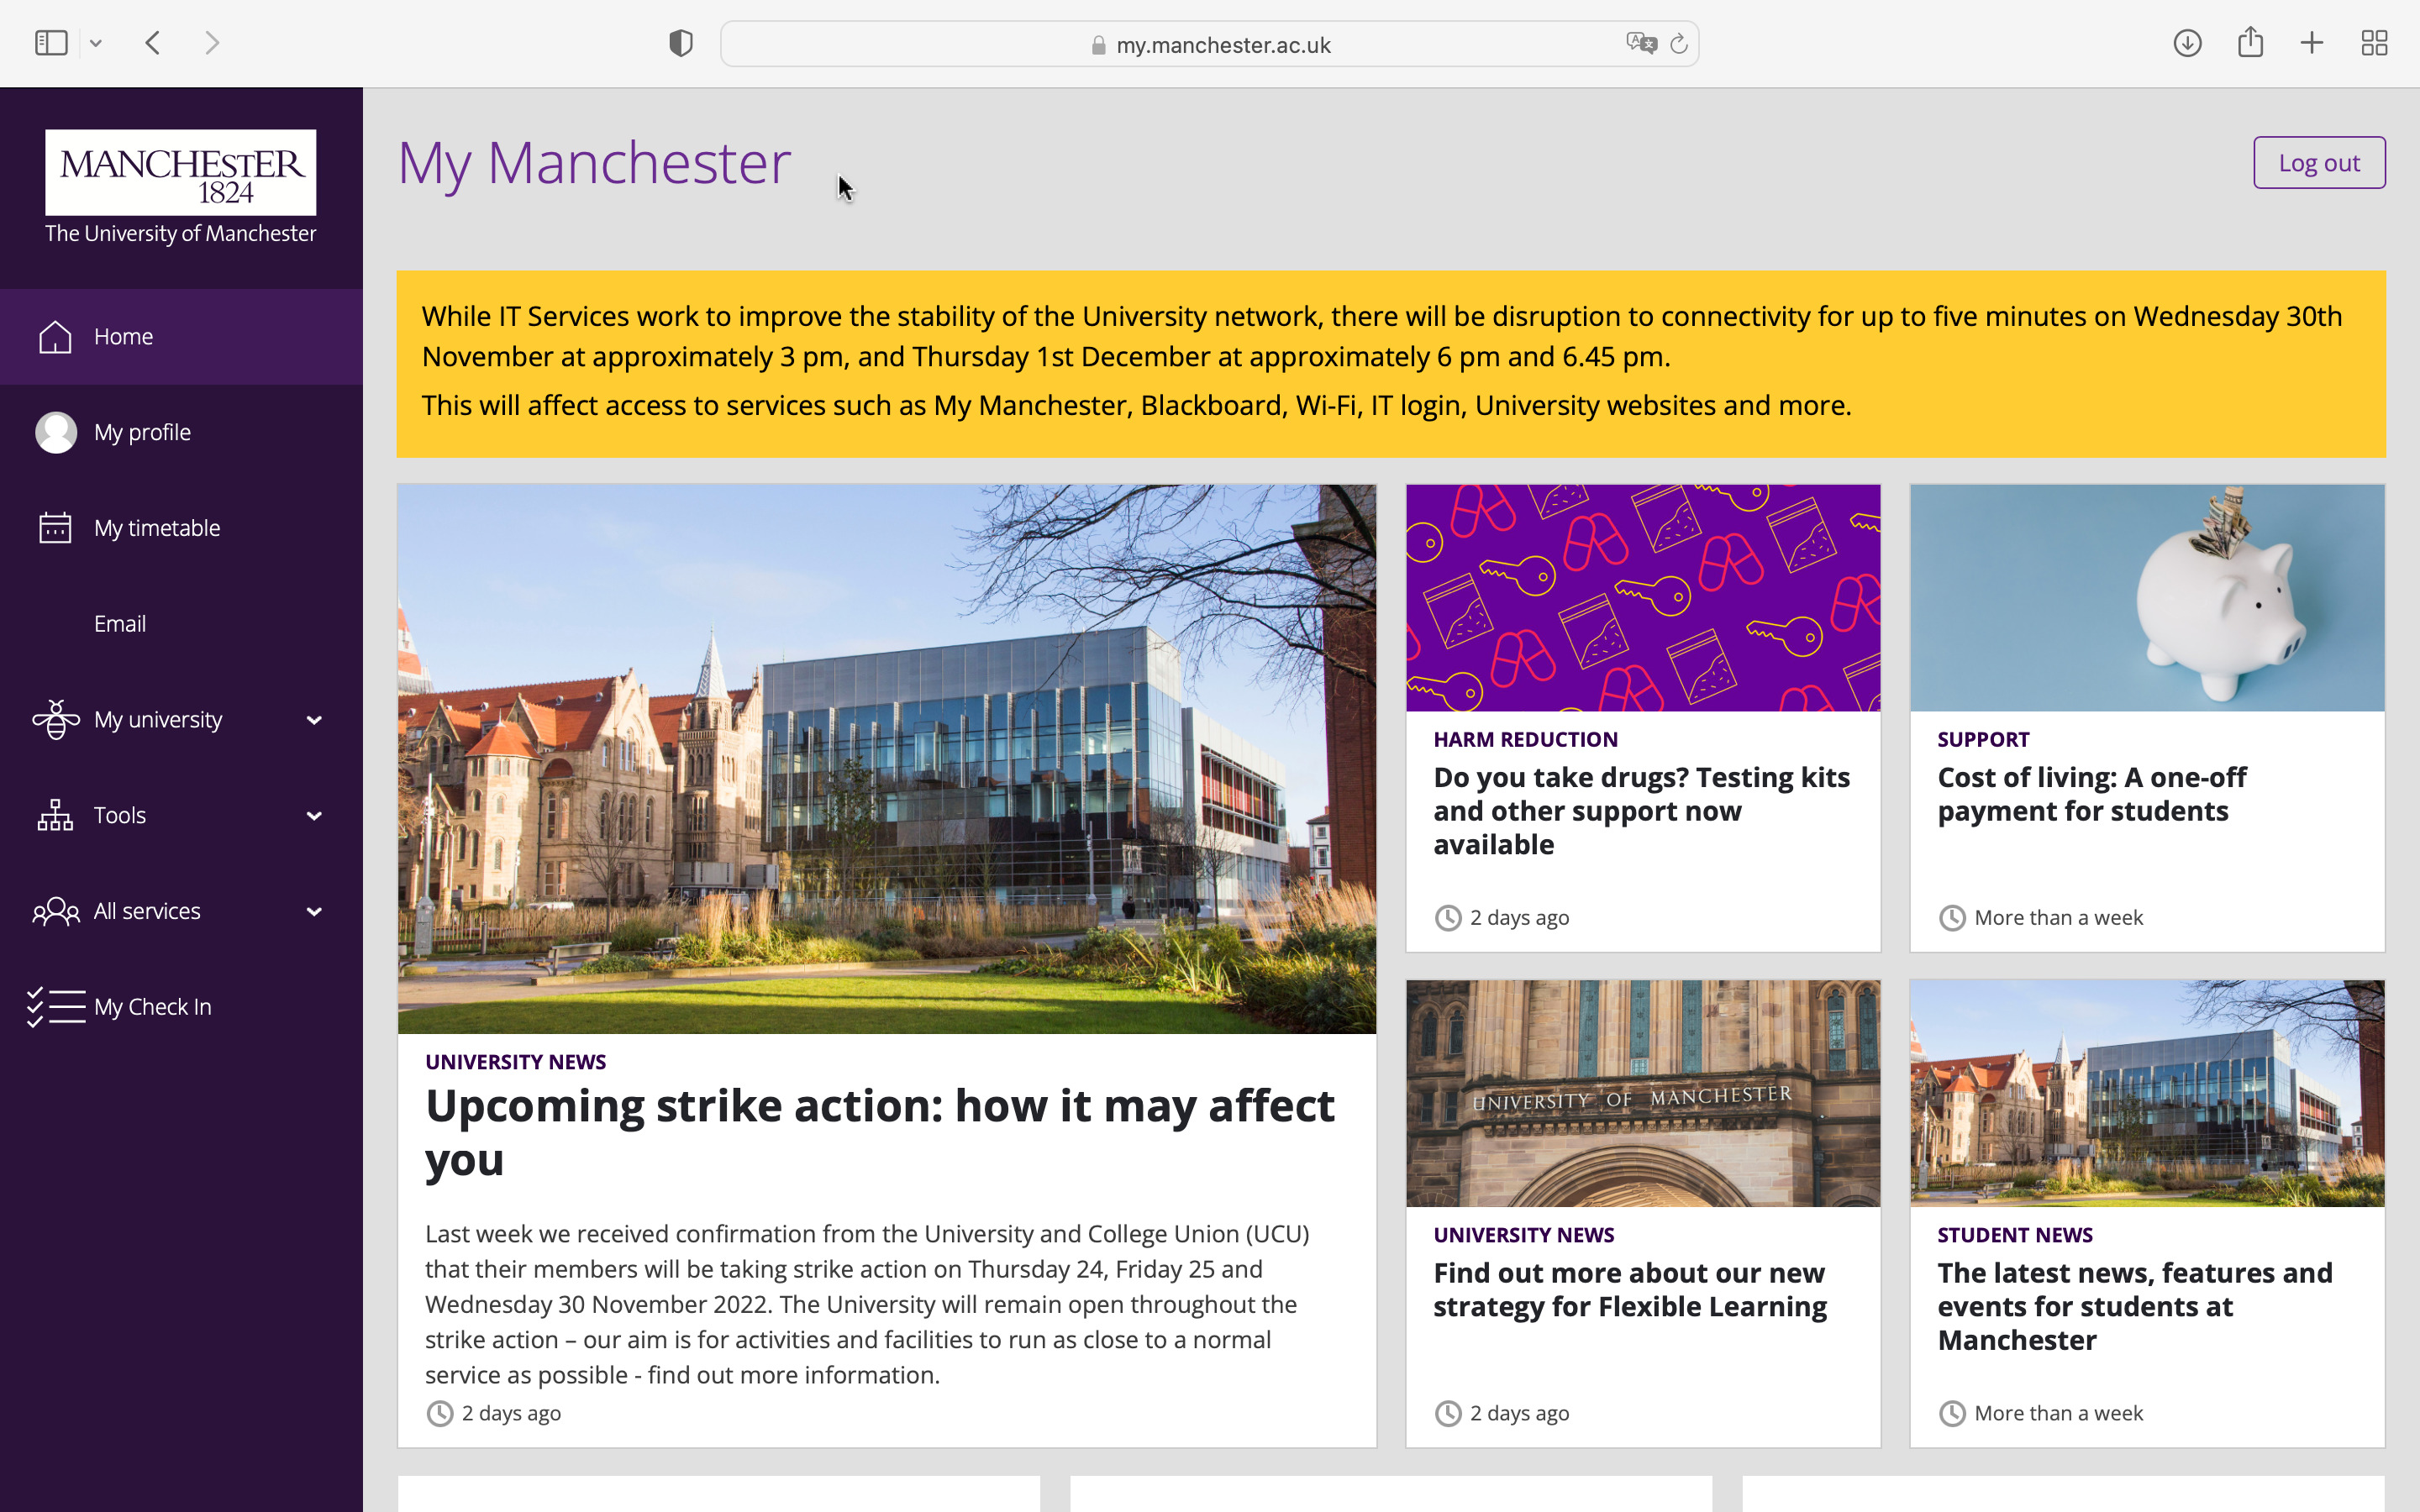 my.manchester.ac.uk
MANCHEstER
1824
The University of Manchester
Home
My profile
My timetable
Email
My university
Tools
All services
My Check In
My Manchester
Log out
While IT Services work to improve the stability of the University network, there will be disruption to connectivity for up to five minutes on Wednesday 30th
November at approximately 3 pm, and Thursday 1st December at approximately 6 pm and 6.45 pm.
This will affect access to services such as My Manchester, Blackboard, Wi-Fi, IT login, University websites and more.
UNIVERSITY NEWS
Upcoming strike action: how it may affect
you
Last week we received confirmation from the University and College Union (UCU)
that their members will be taking strike action on Thursday 24, Friday 25 and
Wednesday 30 November 2022. The University will remain open throughout the
strike action – our aim is for activities and facilities to run as close to a normal
service as possible - find out more information.
2 days ago
HARM REDUCTION
Do you take drugs? Testing kits
and other support now
available
2 days ago
SUPPORT
Cost of living: A one-off
payment for students
More than a week
UNIVERSITY OF MANCHESTER
UNIVERSITY NEWS
Find out more about our new
strategy for Flexible Learning
2 days ago
STUDENT NEWS
The latest news, features and
events for students at
Manchester
More than a week